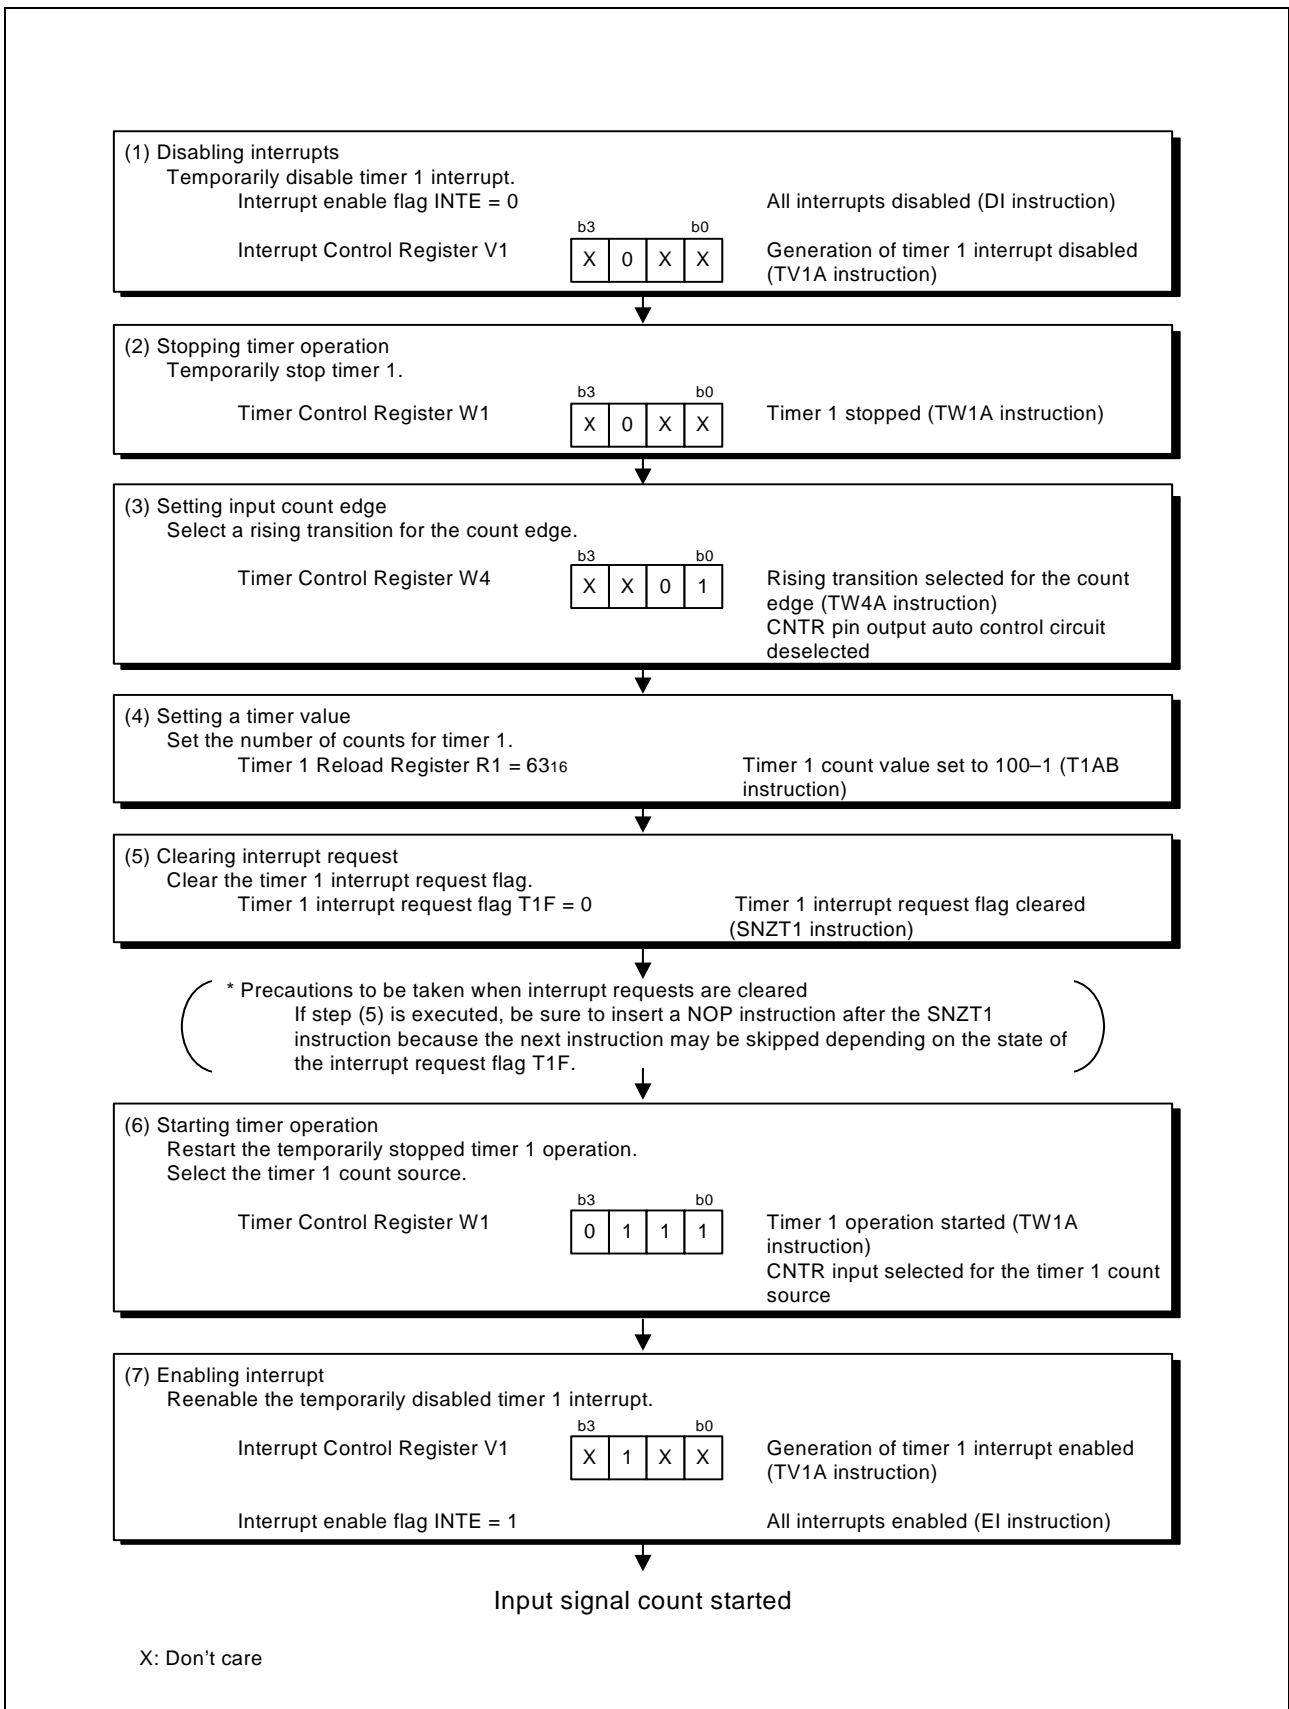 (1) Disabling interrupts
Temporarily disable timer 1 interrupt.
Interrupt enable flag INTE = 0 All interrupts disabled (DI instruction)
b3 b0
Interrupt Control Register V1 X 0 X X Generation of timer 1 interrupt disabled
(TV1A instruction)
(2) Stopping timer operation
Temporarily stop timer 1.
b3 b0
Timer Control Register W1 X 0 X X Timer 1 stopped (TW1A instruction)
(3) Setting input count edge
Select a rising transition for the count edge.
b3 b0
Timer Control Register W4 X X 0 1 Rising transition selected for the count
edge (TW4A instruction)
CNTR pin output auto control circuit
deselected
(4) Setting a timer value
Set the number of counts for timer 1.
Timer 1 Reload Register R1 = 6316 Timer 1 count value set to 100–1 (T1AB
instruction)
(5) Clearing interrupt request
Clear the timer 1 interrupt request flag.
Timer 1 interrupt request flag T1F = 0 Timer 1 interrupt request flag cleared
(SNZT1 instruction)
* Precautions to be taken when interrupt requests are cleared
If step (5) is executed, be sure to insert a NOP instruction after the SNZT1
instruction because the next instruction may be skipped depending on the state of
the interrupt request flag T1F.
(6) Starting timer operation
Restart the temporarily stopped timer 1 operation.
Select the timer 1 count source.
b3 b0
Timer Control Register W1 0 1 1 1 Timer 1 operation started (TW1A
instruction)
CNTR input selected for the timer 1 count
source
(7) Enabling interrupt
Reenable the temporarily disabled timer 1 interrupt.
b3 b0
Interrupt Control Register V1 X 1 X X Generation of timer 1 interrupt enabled
(TV1A instruction)
Interrupt enable flag INTE = 1 All interrupts enabled (EI instruction)
Input signal count started
X: Don’t care